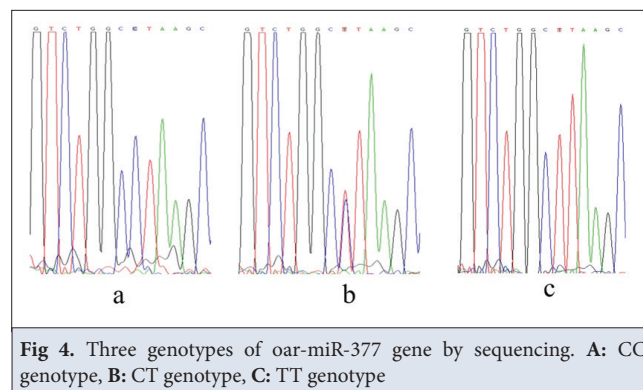 G T C T G G C C T A A G C
G T C T G G C T T A A G C
G T C T G G C T T A A G C
a
b
c
Fig 4. Three genotypes of oar-miR-377 gene by sequencing. A: CC
genotype, B: CT genotype, C: TT genotype